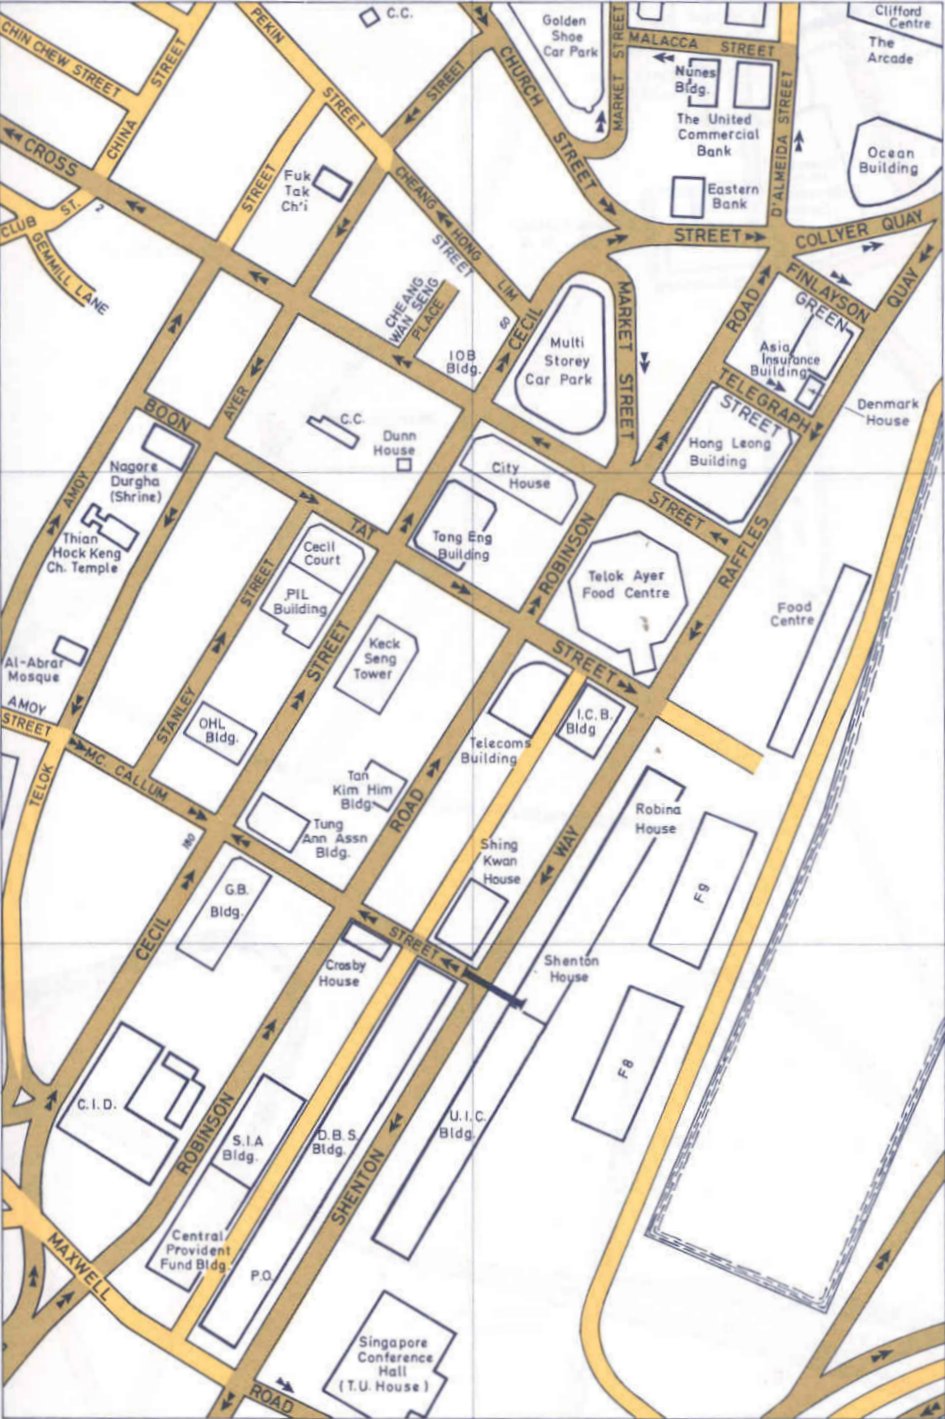 PEKIN
STREET
C.C.
CHIN CHEW STREET
CHINA
STREET
CROSS
STREET
CLUB
ST.
2
GEMMILL LANE
STREET
Fuk
Tak
Ch'i
STREET
CHURCH
STREET
Golden
Shoe
Car Park
MARKET STREET
MALACCA STREET
Nunes
Bldg.
The United
Commercial
Bank
Eastern
Bank
D'ALMEIDA STREET
Clifford
Centre
The
Arcade
Ocean
Building
STREET
COLLYER QUAY
FINLAYSON
GREEN
QUAY
CHEANG HONG
LIM
STREET
CHEANG
WAN SENG
PLACE
60
CECIL
IOB
Bldg.
Multi
Storey
Car Park
MARKET STREET
ROAD
Asia
Insurance
Building
TELEGRAPH
STREET
Denmark
House
Hong Leong
Building
AYER
BOON
TAT
STREET
C.C.
Dunn
House
City
House
STREET
RAFFLES
AMOY
Nagore
Durgha
(Shrine)
Thian
Hock Keng
Ch. Temple
Tong Eng
Building
ROBINSON
Telok Ayer
Food Centre
Cecil
Court
PIL
Building
STREET
STREET
Keck
Seng
Tower
Food
Centre
Al-Abrar
Mosque
AMOY
STREET
STANLEY
OHL
Bldg.
I.C.B.
Bldg
Telecoms
Building
MC. CALLUM
TELOK
Tan
Kim Him
Bldg
ROAD
Tung
Ann Assn
Bldg.
180
Robina
House
Shing
Kwan
House
WAY
G.B.
Bldg.
F9
CECIL
STREET
Crosby
House
Shenton
House
F8
C.I.D.
ROBINSON
S.I.A
Bldg.
D.B.S.
Bldg.
U.I.C.
Bldg.
SHENTON
Central
Provident
Fund Bldg.
P.O.
MAXWELL
ROAD
Singapore
Conference
Hall
(T.U. House)